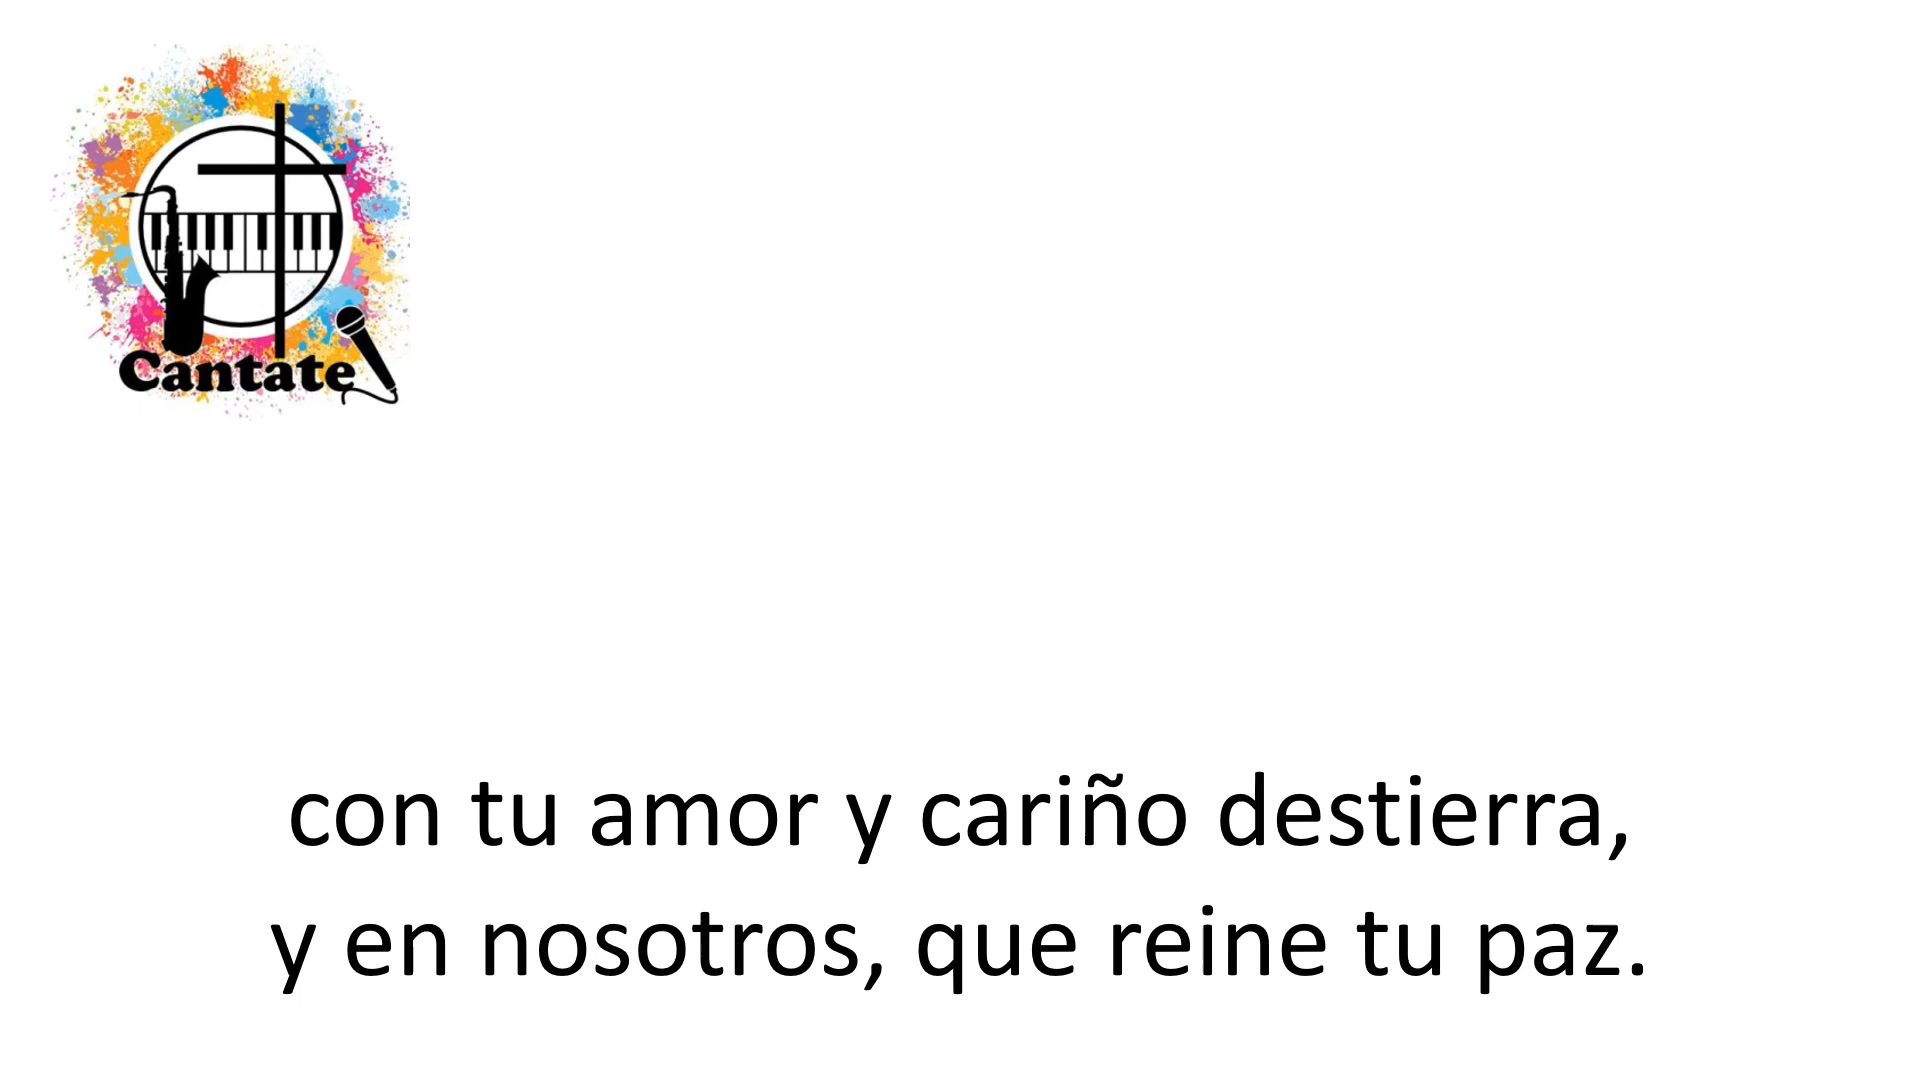 Cantate
con tu amor y cariño destierra,
y en nosotros, que reine tu paz.